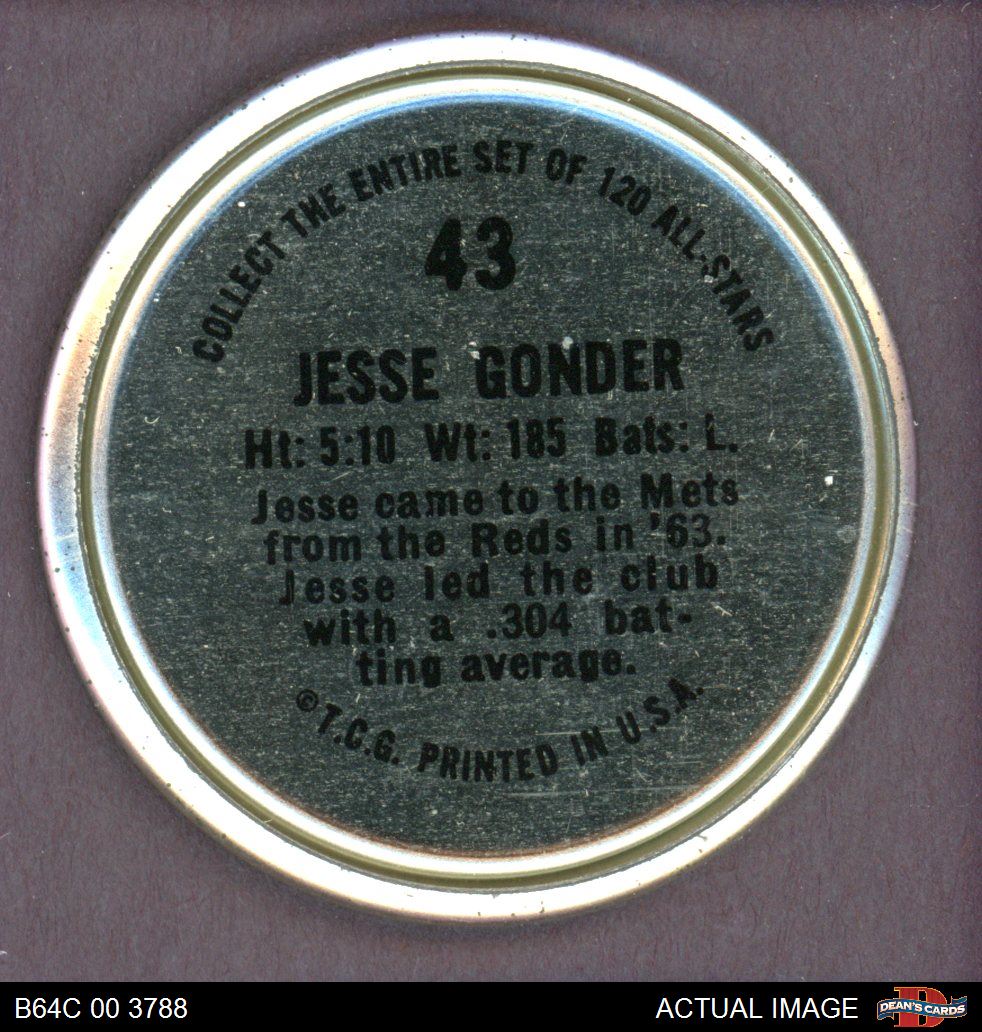 COLLECT THE ENTIRE SET OF 120 ALL-STARS
43
JESSE GONDER
Ht: 5:10 Wt: 185 Bats: L.
Jesse came to the Mets
from the Reds in '63.
Jesse led the club
with a .304 bat-
ting average.
© T.C.G. PRINTED IN U.S.A.
B64C 00 3788
ACTUAL IMAGE
DEAN'S CARDS